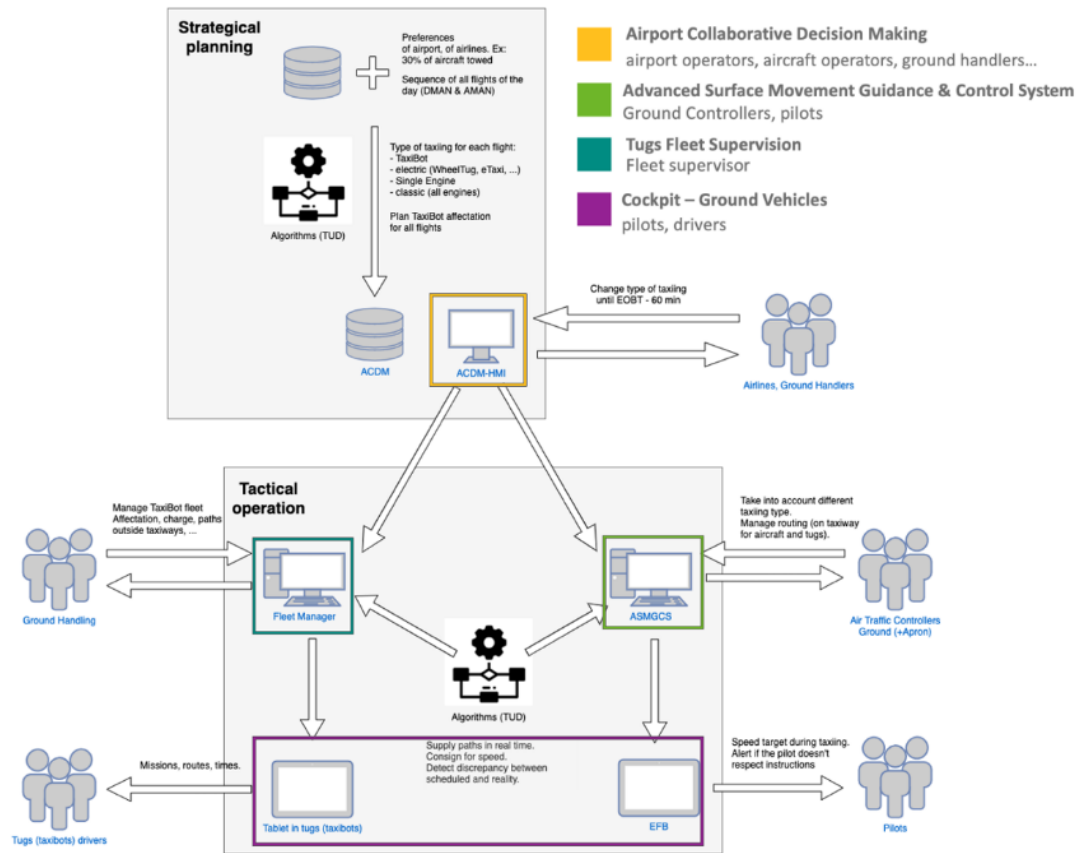 Strategical
planning
Preferences
of airport, of airlines. Ex:
30% of aircraft towed
Sequence of all flights of the
day (DMAN & AMAN)
Airport Collaborative Decision Making
airport operators, aircraft operators, ground handlers...
Advanced Surface Movement Guidance & Control System
Ground Controllers, pilots
Tugs Fleet Supervision
Fleet supervisor
Cockpit – Ground Vehicles
pilots, drivers
Type of taxiing for each flight:
- TaxiBot
- electric (WheelTug, eTaxi, ...)
- Single Engine
- classic (all engines)
Plan TaxiBot affectation
for all flights
Algorithms (TUD)
Change type of taxiing
until EOBT - 60 min
ACDM
ACDM-HMI
Airlines, Ground Handlers
Tactical
operation
Manage TaxiBot fleet
Affectation, charge, paths
outside taxiways, ...
Take into account different
taxiing type.
Manage routing (on taxiway
for aircraft and tugs).
Ground Handling
Fleet Manager
ASMGCS
Air Traffic Controllers
Ground (+Apron)
Algorithms (TUD)
Supply paths in real time.
Consign for speed.
Detect discrepancy between
scheduled and reality.
Speed target during taxiing.
Alert if the pilot doesn't
respect instructions
Missions, routes, times.
Tablet in tugs (taxibots)
EFB
Tugs (taxibots) drivers
Pilots